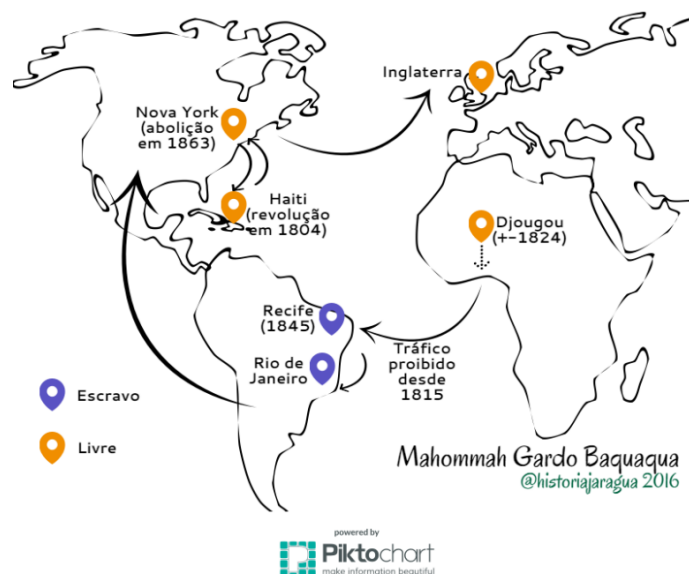 Inglaterra
Nova York
(abolição
em 1863)
Haiti
(revolução
em 1804)
Djougou
(+-1824)
Recife
(1845)
Rio de
Janeiro
Tráfico
proibido
desde
1815
Escravo
Livre
Mahommah Gardo Baquaqua
@historiajaragua 2016
powered by
Piktochart
make information beautiful